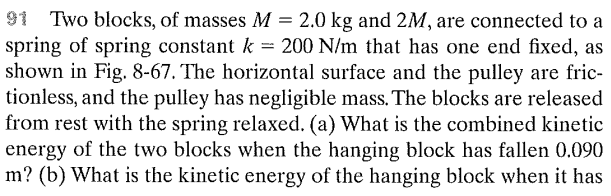 91 Two blocks, of masses M = 2.0 kg and 2M, are connected to a
spring of spring constant k = 200 N/m that has one end fixed, as
shown in Fig. 8-67. The horizontal surface and the pulley are fric-
tionless, and the pulley has negligible mass. The blocks are released
from rest with the spring relaxed. (a) What is the combined kinetic
energy of the two blocks when the hanging block has fallen 0.090
m? (b) What is the kinetic energy of the hanging block when it has